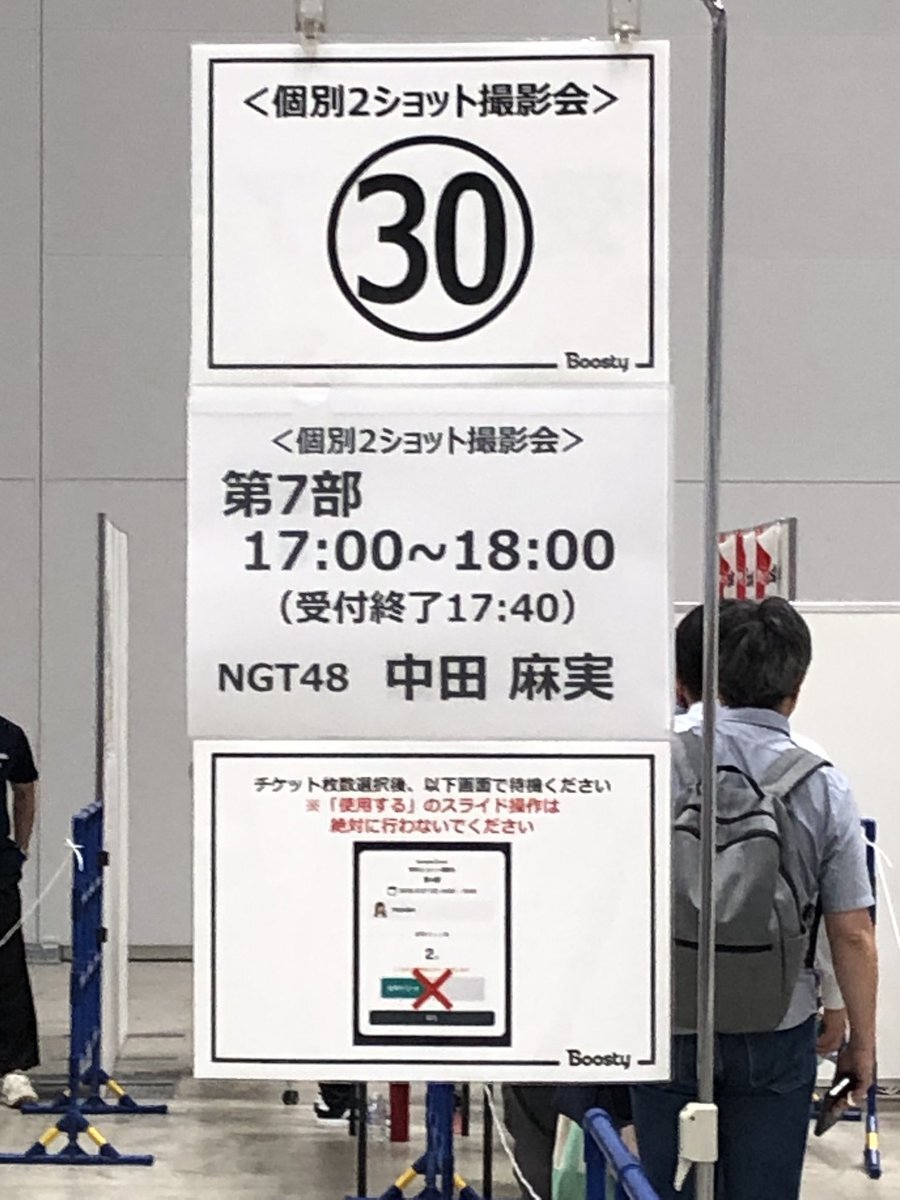 ＜個別2ショット撮影会＞
30
Boosty
＜個別2ショット撮影会＞
第7部
17:00～18:00
（受付終了17:40）
NGT48 中田 麻実
チケット枚数選択後、以下画面で待機ください
※「使用する」のスライド操作は
絶対に行わないでください
2
Boosty